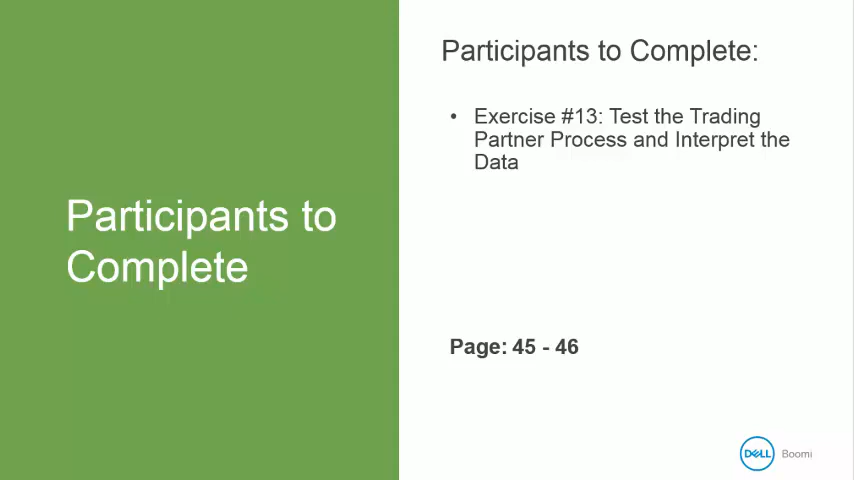 Participants to
Complete
Participants to Complete:
• Exercise #13: Test the Trading
Partner Process and Interpret the
Data
Page: 45 - 46
DELL Boomi